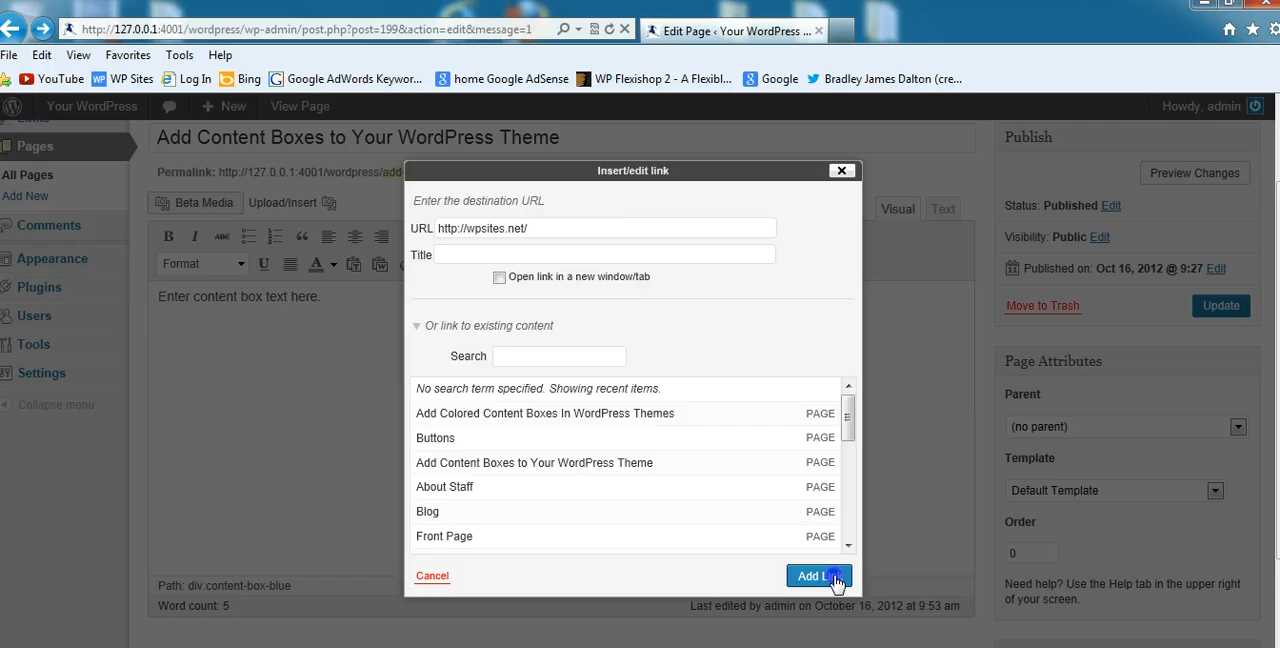 http://127.0.0.1:4001/wordpress/wp-admin/post.php?post=199&action=edit&message=1
Edit Page ‹ Your WordPress ...
File Edit View Favorites Tools Help
YouTube WP Sites Log In Bing Google AdWords Keywor... home Google AdSense WP Flexishop 2 - A Flexibl... Google Bradley James Dalton (cre...
Your WordPress + New View Page Howdy, admin
Links
Pages
All Pages
Add New
Comments
Appearance
Plugins
Users
Tools
Settings
Collapse menu
Add Content Boxes to Your WordPress Theme
Permalink: http://127.0.0.1:4001/wordpress/add-
Beta Media Upload/Insert Visual Text
B I ABC
Format U A
Enter content box text here.
Path: div.content-box-blue
Word count: 5 Last edited by admin on October 16, 2012 at 9:53 am
Insert/edit link
Enter the destination URL
URL http://wpsites.net/
Title
Open link in a new window/tab
Or link to existing content
Search
No search term specified. Showing recent items.
Add Colored Content Boxes In WordPress Themes PAGE
Buttons PAGE
Add Content Boxes to Your WordPress Theme PAGE
About Staff PAGE
Blog PAGE
Front Page PAGE
Cancel Add
Publish
Preview Changes
Status: Published Edit
Visibility: Public Edit
Published on: Oct 16, 2012 @ 9:27 Edit
Move to Trash Update
Page Attributes
Parent
(no parent)
Template
Default Template
Order
0
Need help? Use the Help tab in the upper right
of your screen.